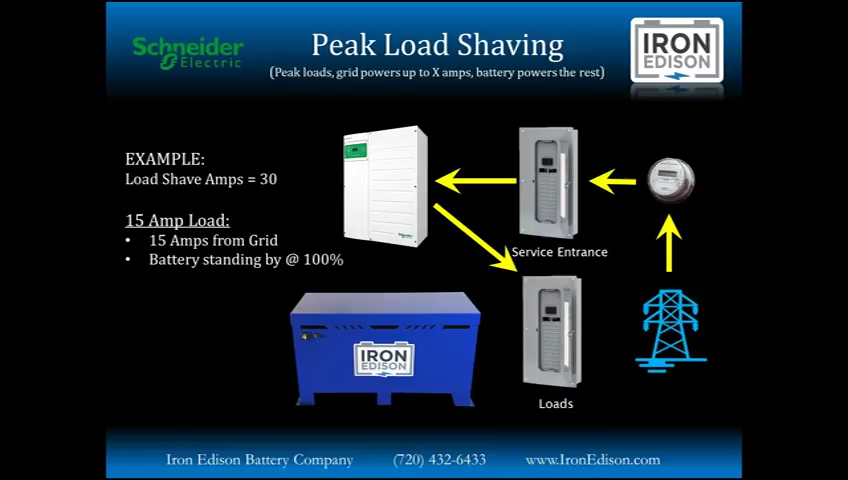 Schneider
Electric
Peak Load Shaving
(Peak loads, grid powers up to X amps, battery powers the rest)
IRON
EDISON
EXAMPLE:
Load Shave Amps = 30
15 Amp Load:
• 15 Amps from Grid
• Battery standing by @ 100%
Service Entrance
IRON
EDISON
Loads
Iron Edison Battery Company (720) 432-6433 www.IronEdison.com